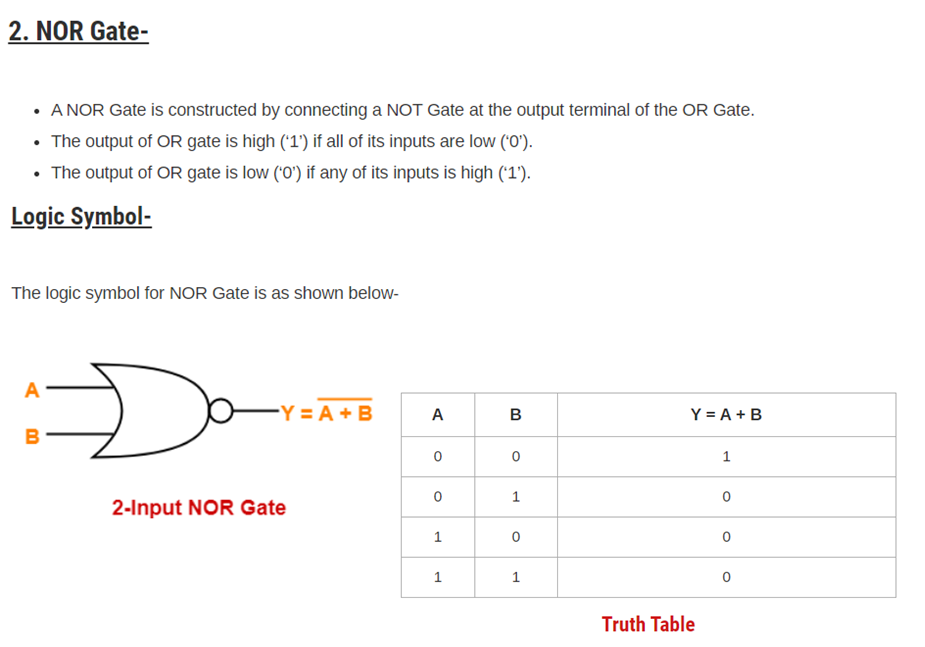 2. NOR Gate-
• A NOR Gate is constructed by connecting a NOT Gate at the output terminal of the OR Gate.
• The output of OR gate is high (‘1’) if all of its inputs are low (‘0’).
• The output of OR gate is low (‘0’) if any of its inputs is high (‘1’).
Logic Symbol-
The logic symbol for NOR Gate is as shown below-
A
B
Y = A̅ ̅+̅ ̅B̅
2-Input NOR Gate
A B Y = A + B
0 0 1
0 1 0
1 0 0
1 1 0
Truth Table